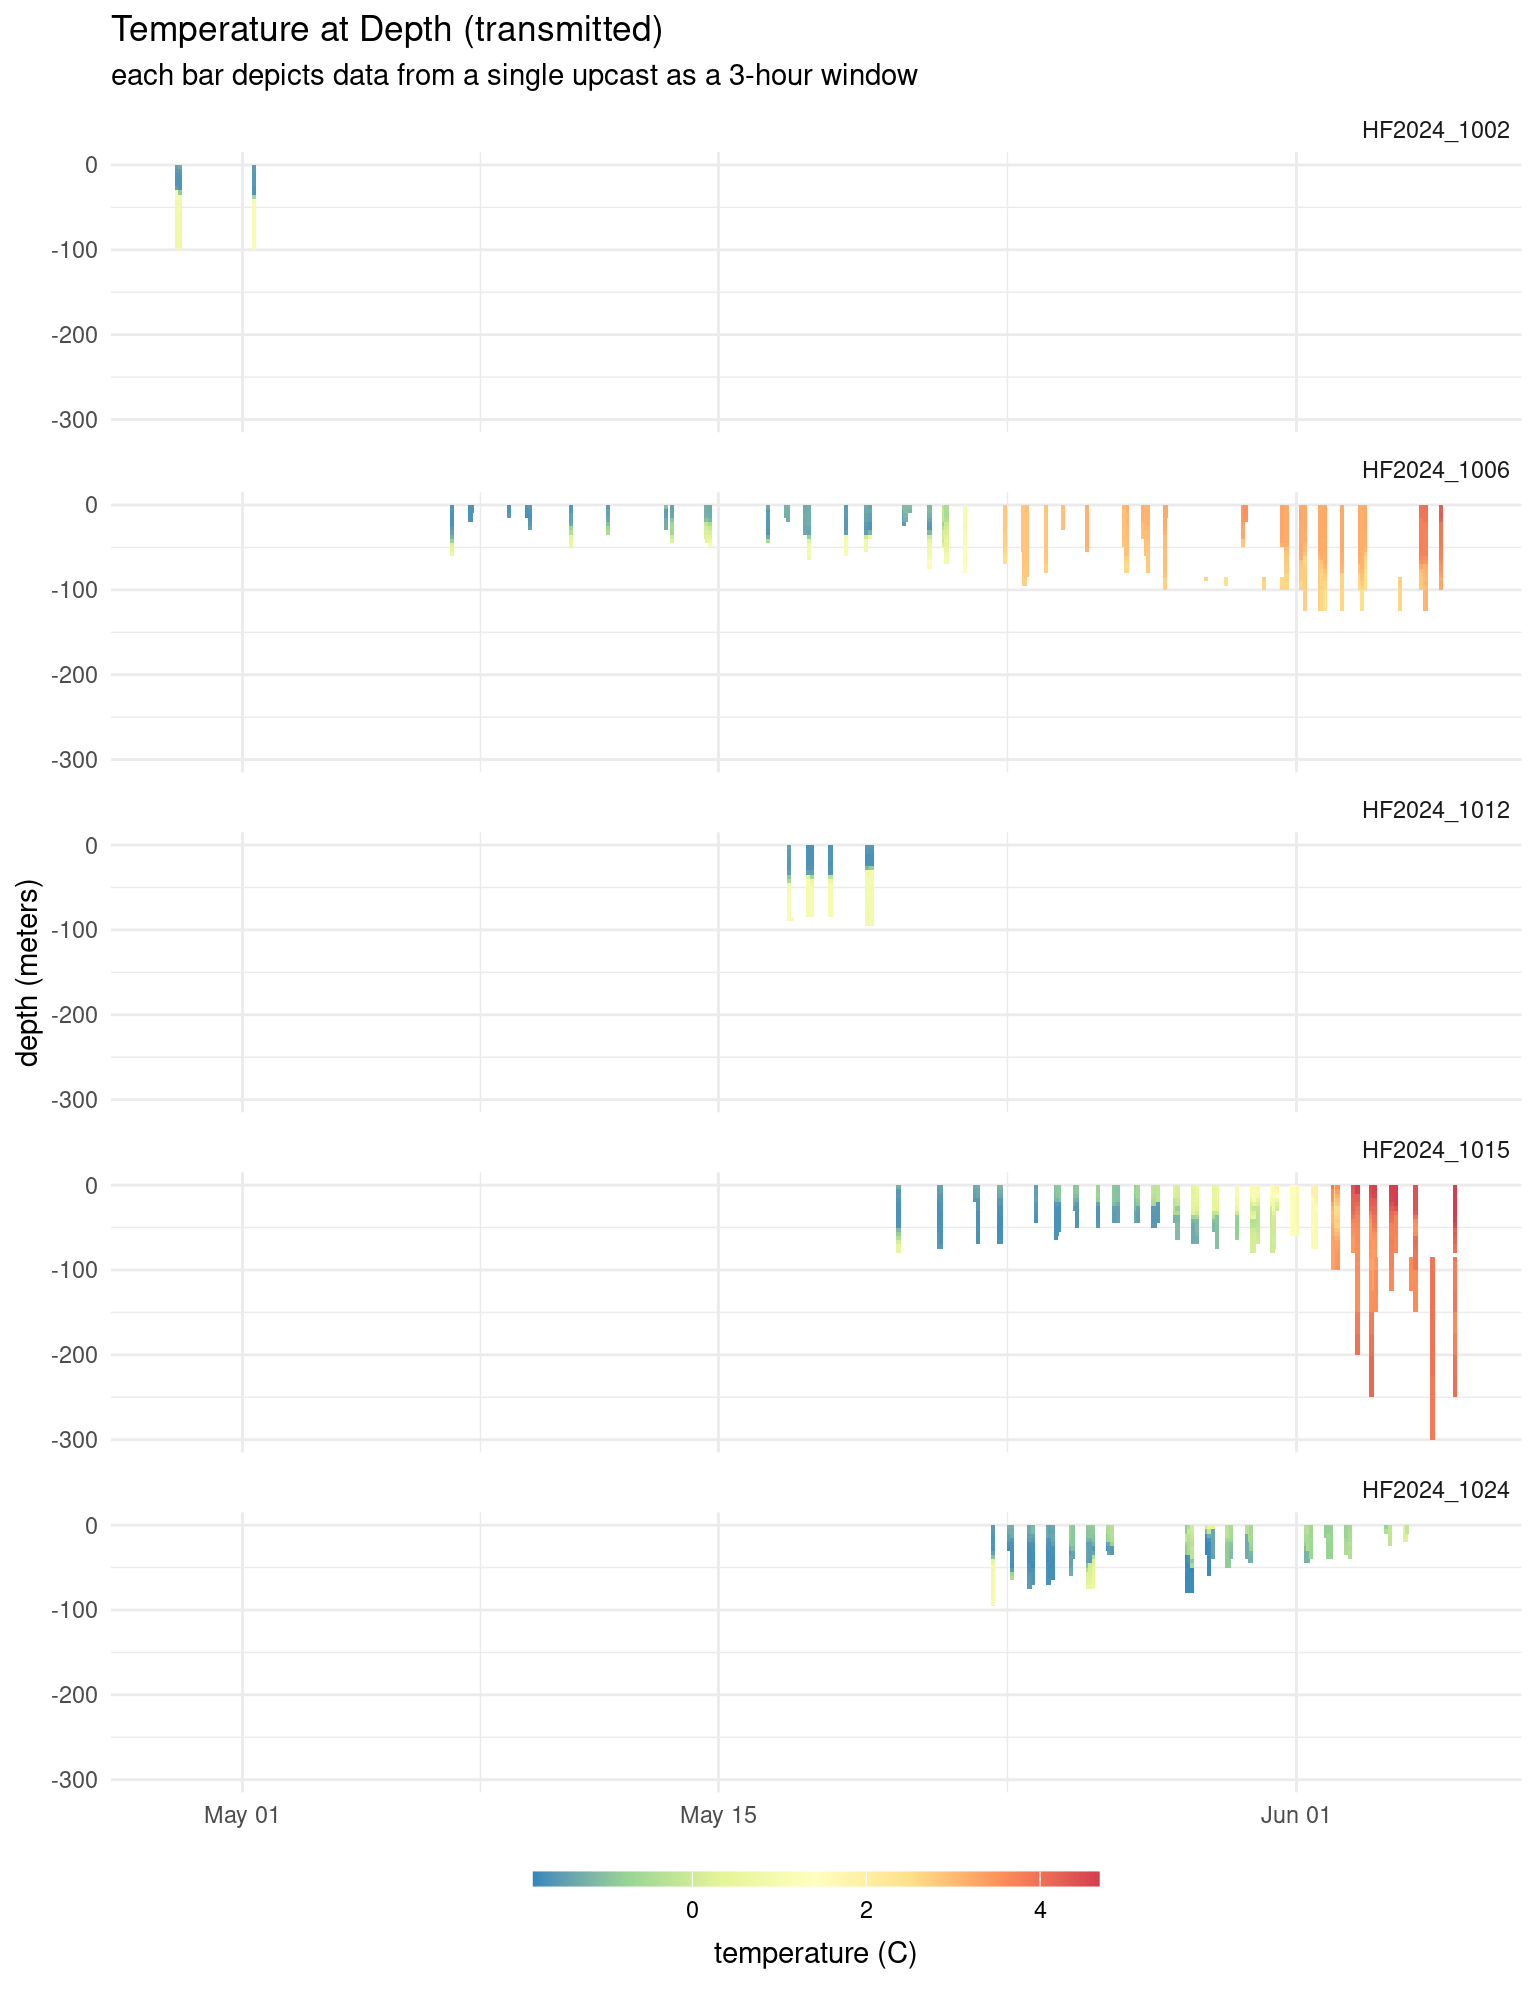 Temperature at Depth (transmitted)
each bar depicts data from a single upcast as a 3-hour window
HF2024_1002
0
-100
-200
-300
HF2024_1006
0
-100
-200
-300
HF2024_1012
0
-100
-200
-300
depth (meters)
HF2024_1015
0
-100
-200
-300
HF2024_1024
0
-100
-200
-300
May 01 May 15 Jun 01
0 2 4
temperature (C)